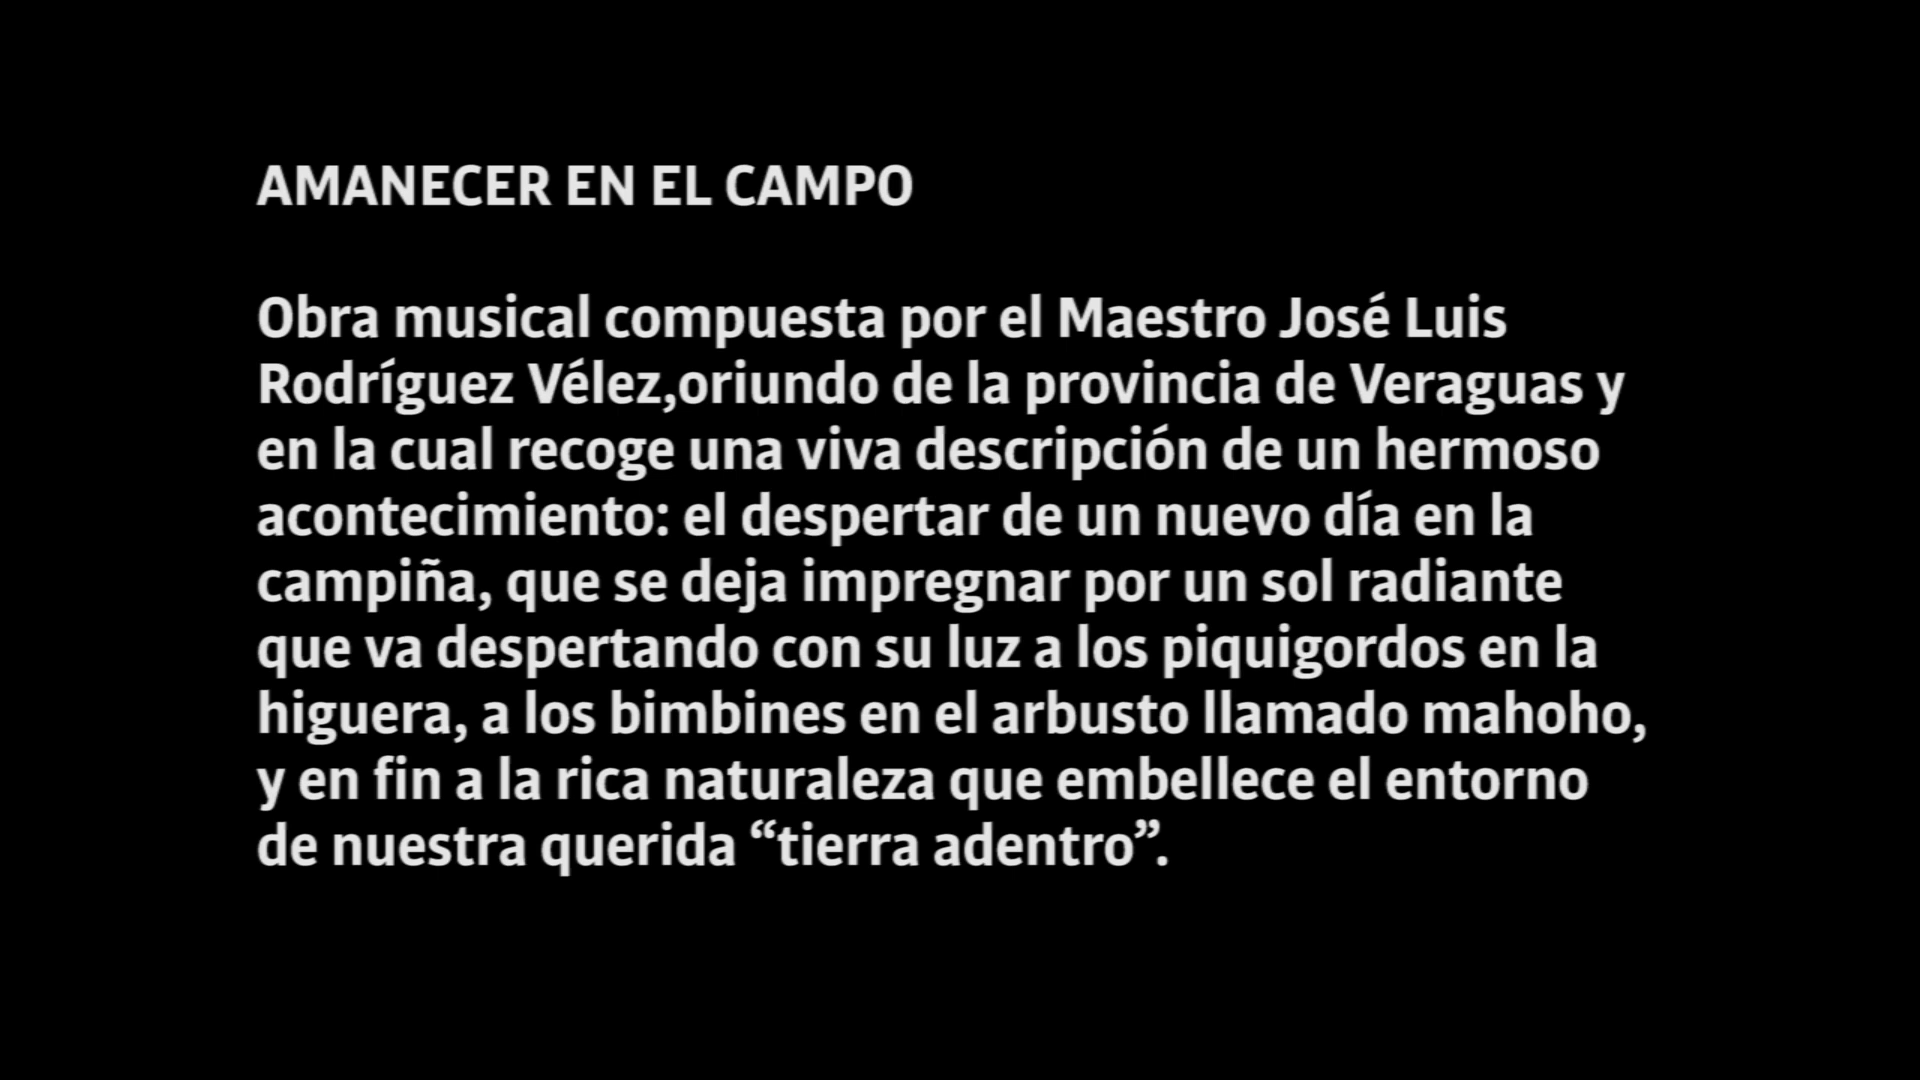 AMANECER EN EL CAMPO
Obra musical compuesta por el Maestro José Luis
Rodríguez Vélez,oriundo de la provincia de Veraguas y
en la cual recoge una viva descripción de un hermoso
acontecimiento: el despertar de un nuevo día en la
campiña, que se deja impregnar por un sol radiante
que va despertando con su luz a los piquigordos en la
higuera, a los bimbines en el arbusto llamado mahoho,
y en fin a la rica naturaleza que embellece el entorno
de nuestra querida “tierra adentro”.